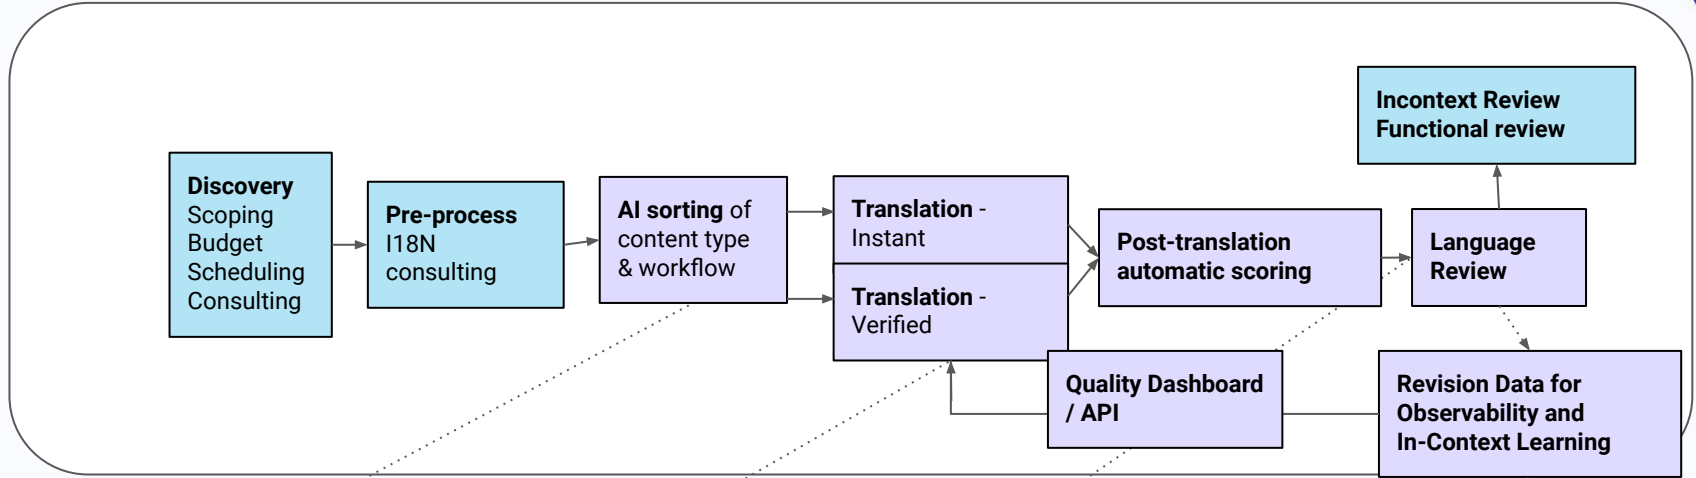 Discovery
Scoping
Budget
Scheduling
Consulting
Pre-process
I18N
consulting
AI sorting of
content type
& workflow
Translation -
Instant
Translation -
Verified
Post-translation
automatic scoring
Language
Review
Incontext Review
Functional review
Quality Dashboard
/ API
Revision Data for
Observability and
In-Context Learning